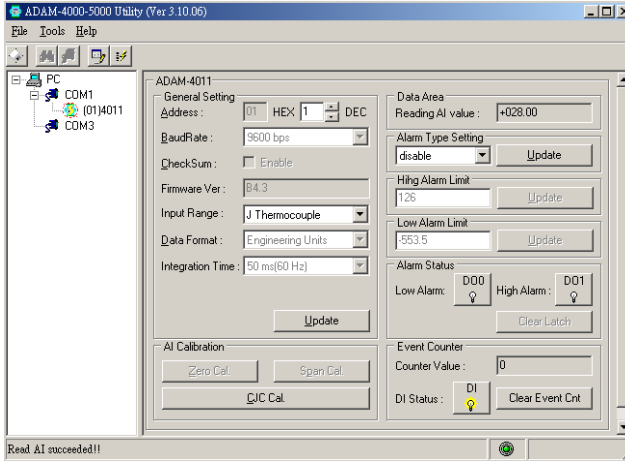 ADAM-4000-5000 Utility (Ver 3.10.06)
File Tools Help
PC
COM1
(01)4011
COM3
ADAM-4011
General Setting
Address : 01 HEX 1 DEC
BaudRate : 9600 bps
CheckSum : Enable
Firmware Ver : B4.3
Input Range : J Thermocouple
Data Format : Engineering Units
Integration Time : 50 ms(60 Hz)
Update
AI Calibration
Zero Cal. Span Cal.
CJC Cal.
Data Area
Reading AI value : +028.00
Alarm Type Setting
disable Update
Hihg Alarm Limit
126 Update
Low Alarm Limit
-553.5 Update
Alarm Status
Low Alarm: DO0 High Alarm : DO1
Clear Latch
Event Counter
Counter Value : 0
DI Status : DI Clear Event Cnt
Read AI succeeded!!